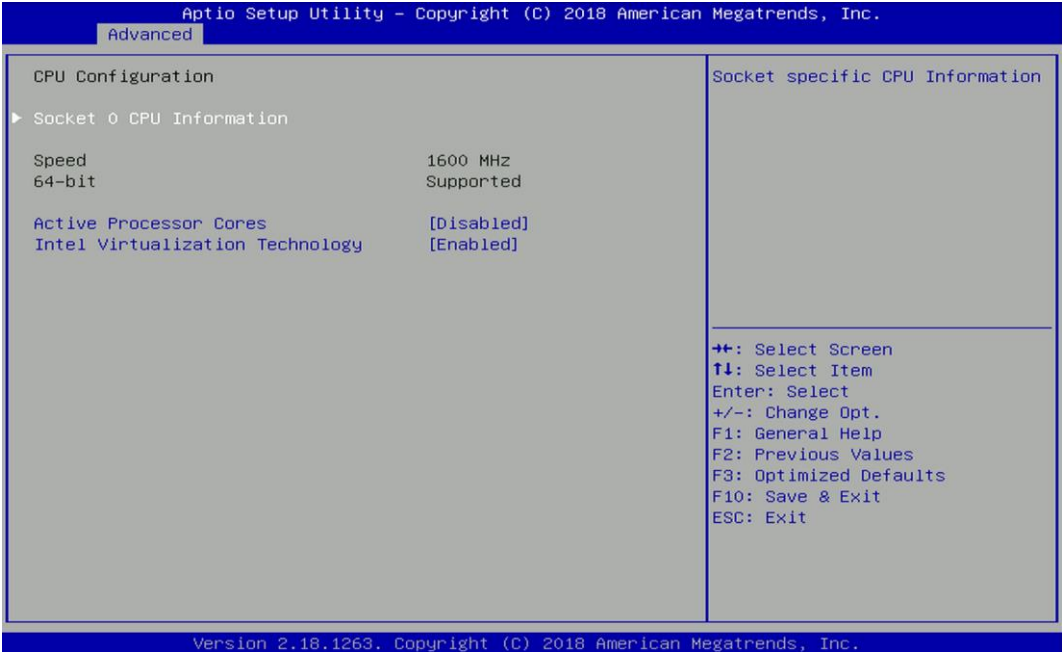 Aptio Setup Utility – Copyright (C) 2018 American Megatrends, Inc.
Advanced
CPU Configuration
Socket 0 CPU Information
Speed 1600 MHz
64-bit Supported
Active Processor Cores [Disabled]
Intel Virtualization Technology [Enabled]
Socket specific CPU Information
→←: Select Screen
↑↓: Select Item
Enter: Select
+/-: Change Opt.
F1: General Help
F2: Previous Values
F3: Optimized Defaults
F10: Save & Exit
ESC: Exit
Version 2.18.1263. Copyright (C) 2018 American Megatrends, Inc.